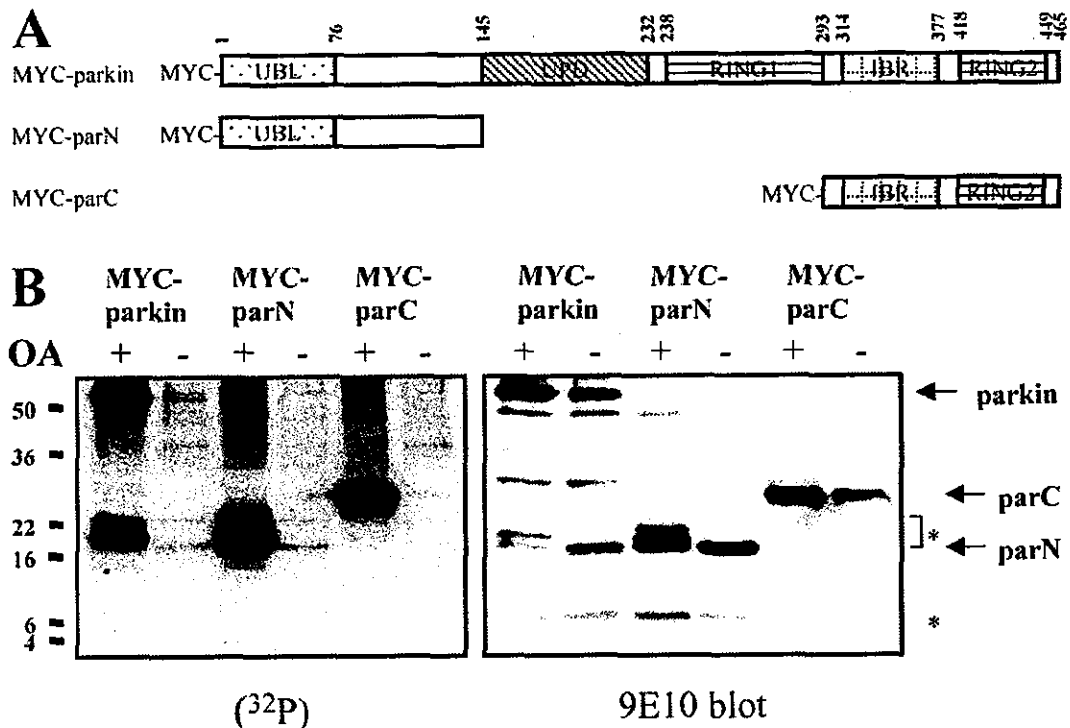 A
1 76 145 232 238 293 314 377 418 449 465
MYC-parkin MYC- UBL UPD RING1 IBR RING2
MYC-parN MYC- UBL
MYC-parC MYC- IBR RING2
B
MYC- MYC- MYC- MYC- MYC- MYC-
parkin parN parC parkin parN parC
OA + - + - + - + - + - + -
50
36
22
16
6
4
parkin
parC
*
parN
*
(³²P) 9E10 blot